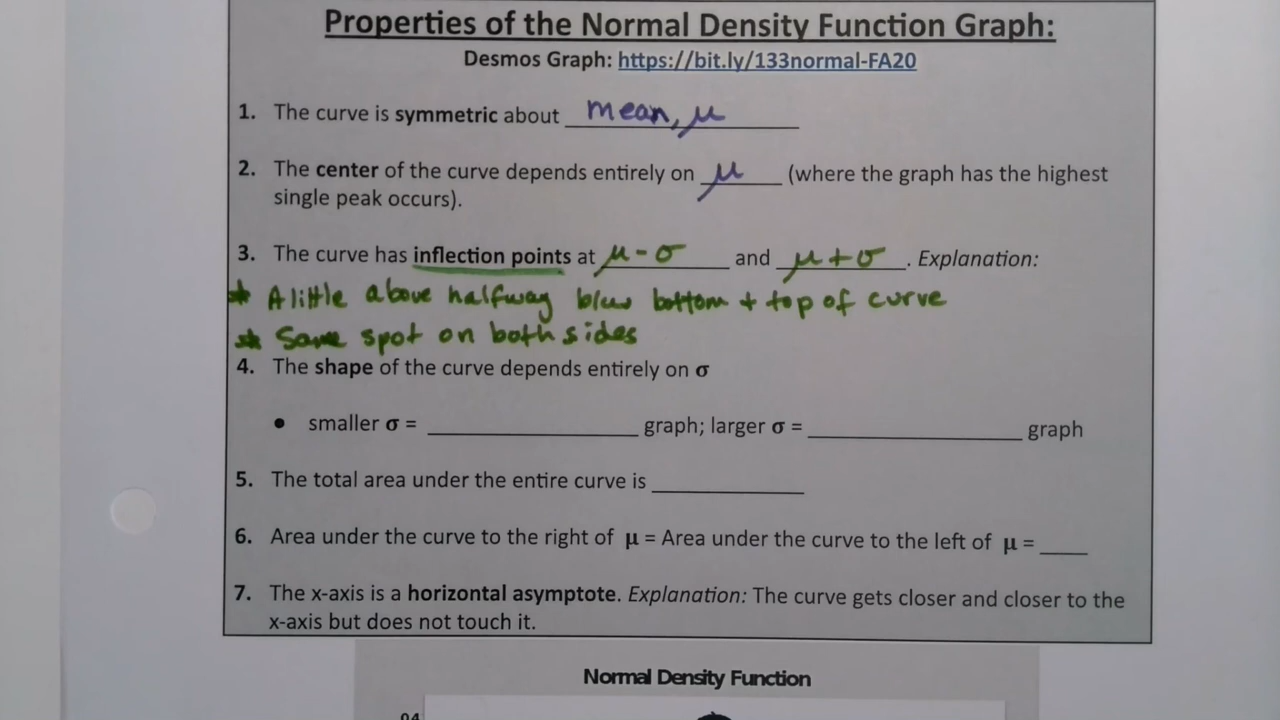 Properties of the Normal Density Function Graph:
Desmos Graph: https://bit.ly/133normal-FA20
1. The curve is symmetric about mean, μ
2. The center of the curve depends entirely on μ (where the graph has the highest
single peak occurs).
3. The curve has inflection points at μ - σ and μ + σ. Explanation:
* A little above halfway btw bottom + top of curve
* Same spot on both sides
4. The shape of the curve depends entirely on σ
• smaller σ = ____________ graph; larger σ = ____________ graph
5. The total area under the entire curve is ________
6. Area under the curve to the right of μ = Area under the curve to the left of μ = ____
7. The x-axis is a horizontal asymptote. Explanation: The curve gets closer and closer to the
x-axis but does not touch it.
Normal Density Function